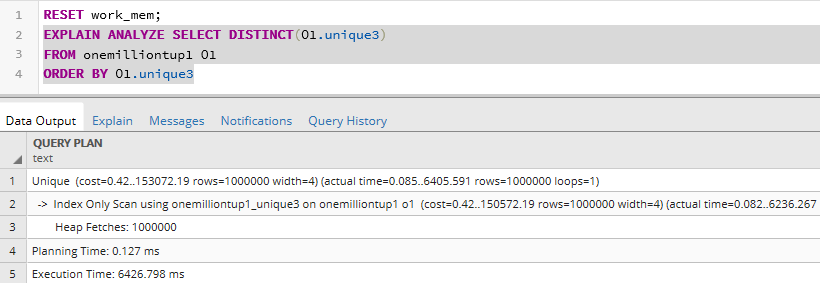 1 RESET work_mem;
2 EXPLAIN ANALYZE SELECT DISTINCT(O1.unique3)
3 FROM onemilliontup1 O1
4 ORDER BY O1.unique3
Data Output Explain Messages Notifications Query History
QUERY PLAN
text
1 Unique (cost=0.42..153072.19 rows=1000000 width=4) (actual time=0.085..6405.591 rows=1000000 loops=1)
2 -> Index Only Scan using onemilliontup1_unique3 on onemilliontup1 o1 (cost=0.42..150572.19 rows=1000000 width=4) (actual time=0.082..6236.267
3 Heap Fetches: 1000000
4 Planning Time: 0.127 ms
5 Execution Time: 6426.798 ms